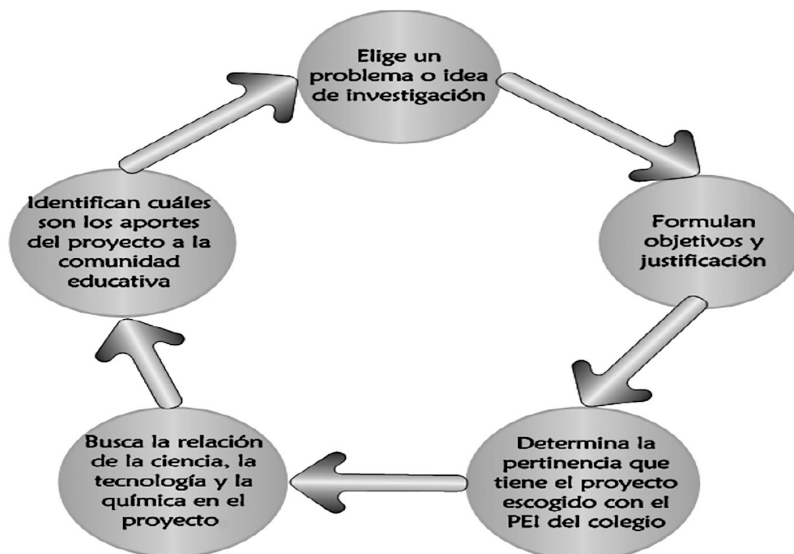 Elige un
problema o idea
de investigación
Formulan
objetivos y
justificación
Determina la
pertinencia que
tiene el proyecto
escogido con el
PEI del colegio
Busca la relación
de la ciencia, la
tecnología y la
química en el
proyecto
Identifican cuáles
son los aportes
del proyecto a la
comunidad
educativa